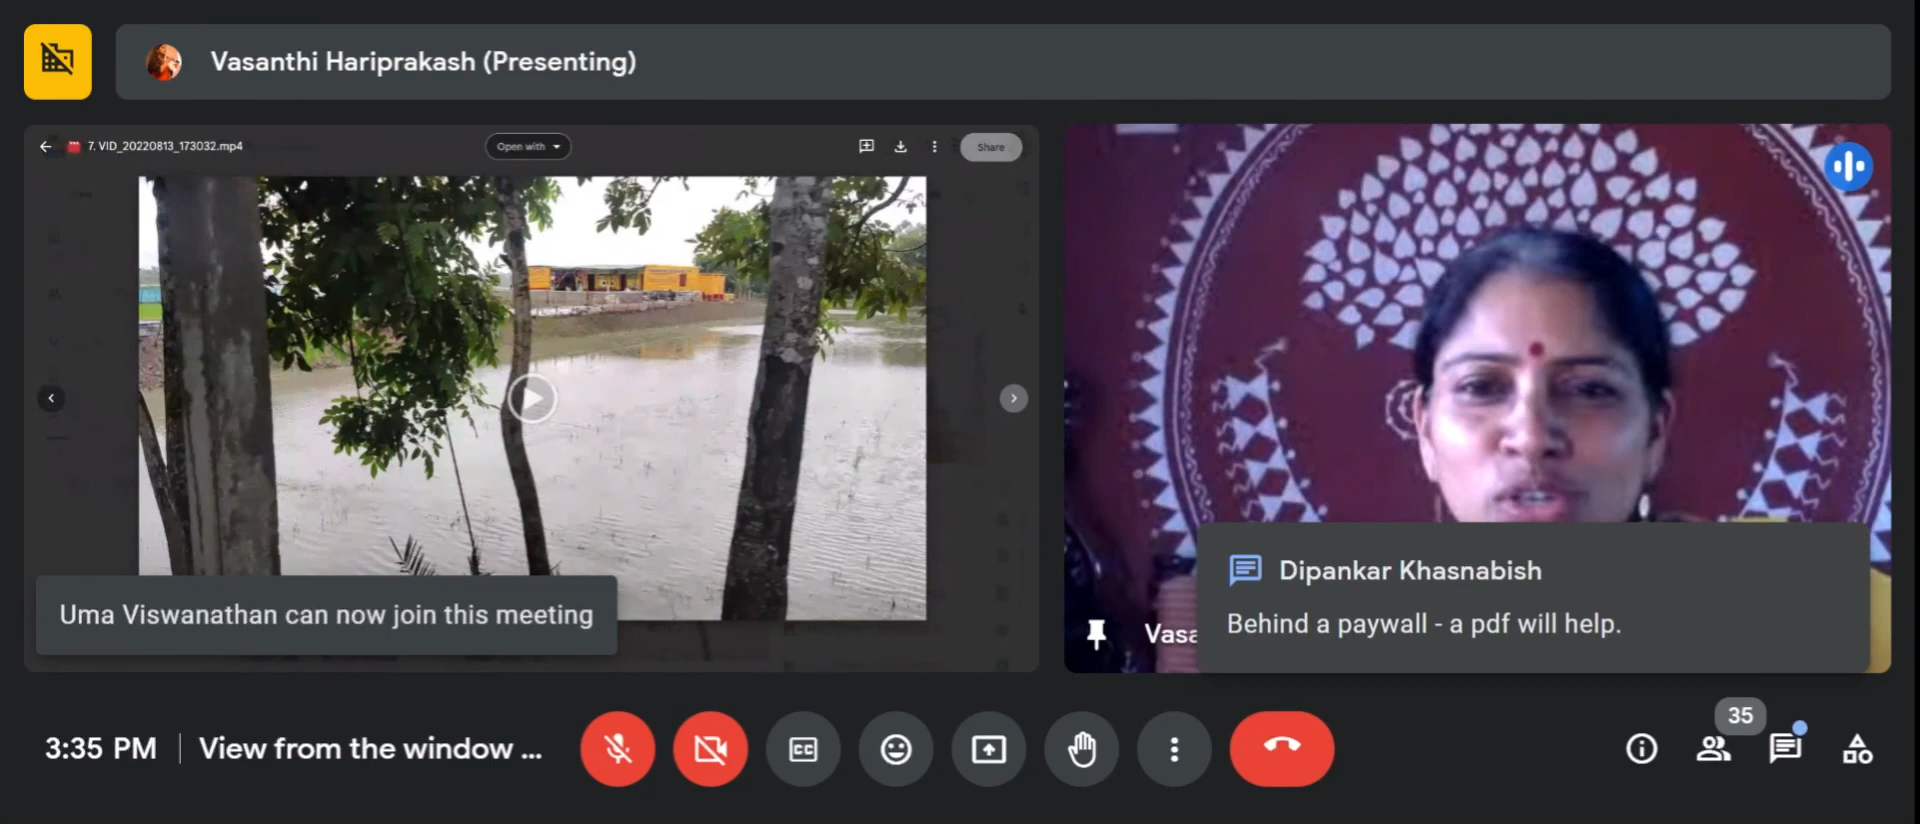 Vasanthi Hariprakash (Presenting)
7. VID_20220813_173032.mp4
Open with
Share
Uma Viswanathan can now join this meeting
Vasa
Dipankar Khasnabish
Behind a paywall - a pdf will help.
3:35 PM
View from the window ...
CC
35